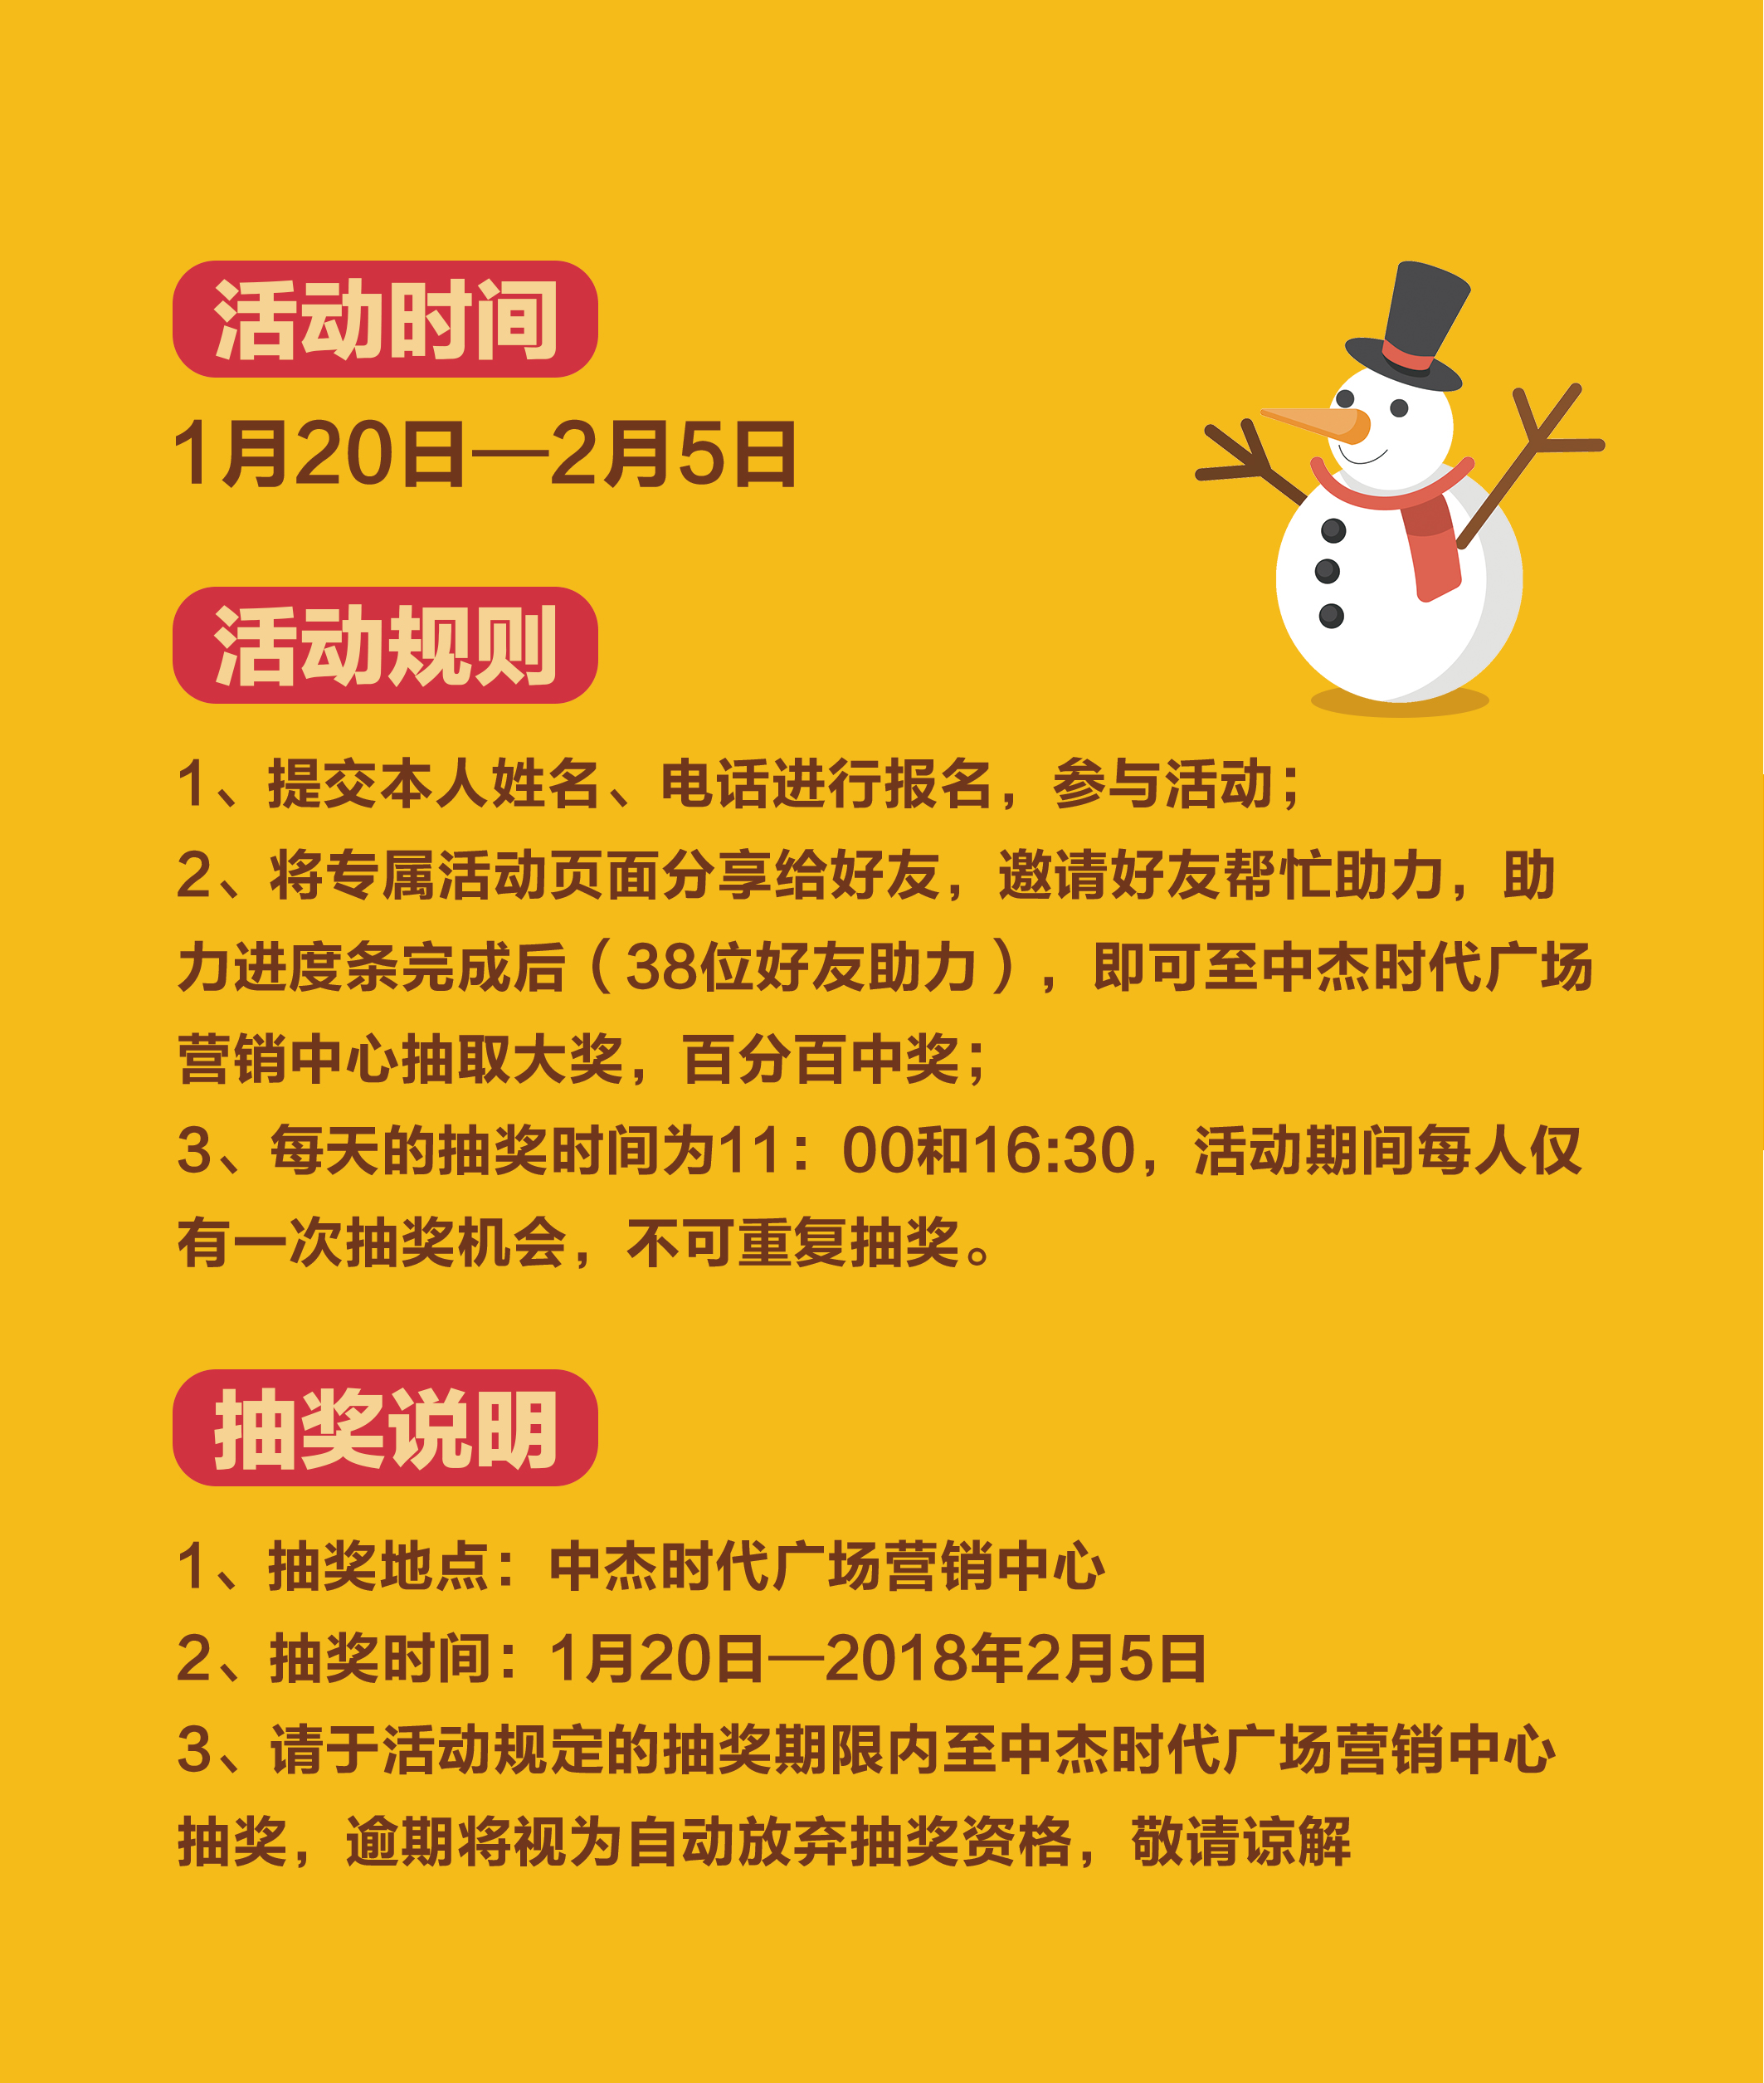 活动时间
1月20日—2月5日
活动规则
1、提交本人姓名、电话进行报名，参与活动；
2、将专属活动页面分享给好友，邀请好友帮忙助力，助
力进度条完成后（38位好友助力），即可至中杰时代广场
营销中心抽取大奖，百分百中奖；
3、每天的抽奖时间为11：00和16:30，活动期间每人仅
有一次抽奖机会，不可重复抽奖。
抽奖说明
1、抽奖地点：中杰时代广场营销中心
2、抽奖时间：1月20日—2018年2月5日
3、请于活动规定的抽奖期限内至中杰时代广场营销中心
抽奖，逾期将视为自动放弃抽奖资格，敬请谅解